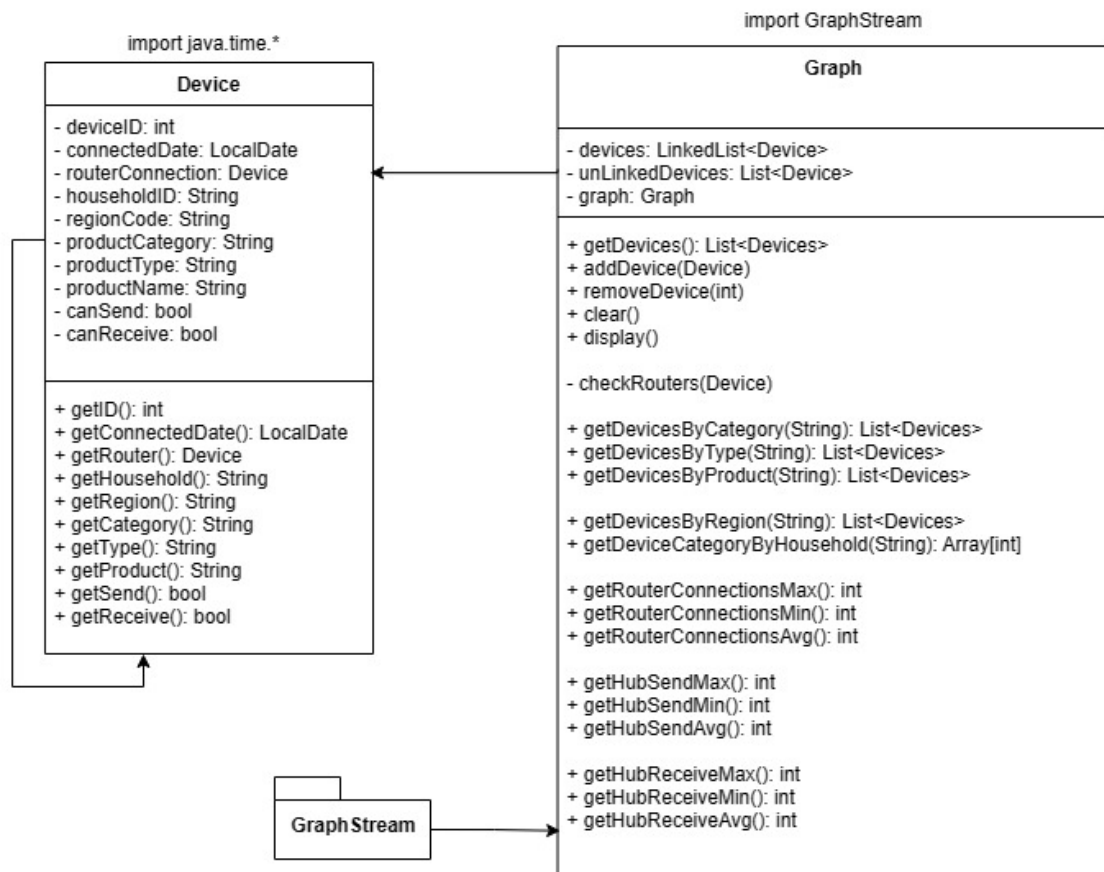 import java.time.*
Device
- deviceID: int
- connectedDate: LocalDate
- routerConnection: Device
- householdID: String
- regionCode: String
- productCategory: String
- productType: String
- productName: String
- canSend: bool
- canReceive: bool
+ getID(): int
+ getConnectedDate(): LocalDate
+ getRouter(): Device
+ getHousehold(): String
+ getRegion(): String
+ getCategory(): String
+ getType(): String
+ getProduct(): String
+ getSend(): bool
+ getReceive(): bool
import GraphStream
Graph
- devices: LinkedList<Device>
- unLinkedDevices: List<Device>
- graph: Graph
+ getDevices(): List<Devices>
+ addDevice(Device)
+ removeDevice(int)
+ clear()
+ display()
- checkRouters(Device)
+ getDevicesByCategory(String): List<Devices>
+ getDevicesByType(String): List<Devices>
+ getDevicesByProduct(String): List<Devices>
+ getDevicesByRegion(String): List<Devices>
+ getDeviceCategoryByHousehold(String): Array[int]
+ getRouterConnectionsMax(): int
+ getRouterConnectionsMin(): int
+ getRouterConnectionsAvg(): int
+ getHubSendMax(): int
+ getHubSendMin(): int
+ getHubSendAvg(): int
+ getHubReceiveMax(): int
+ getHubReceiveMin(): int
+ getHubReceiveAvg(): int
GraphStream